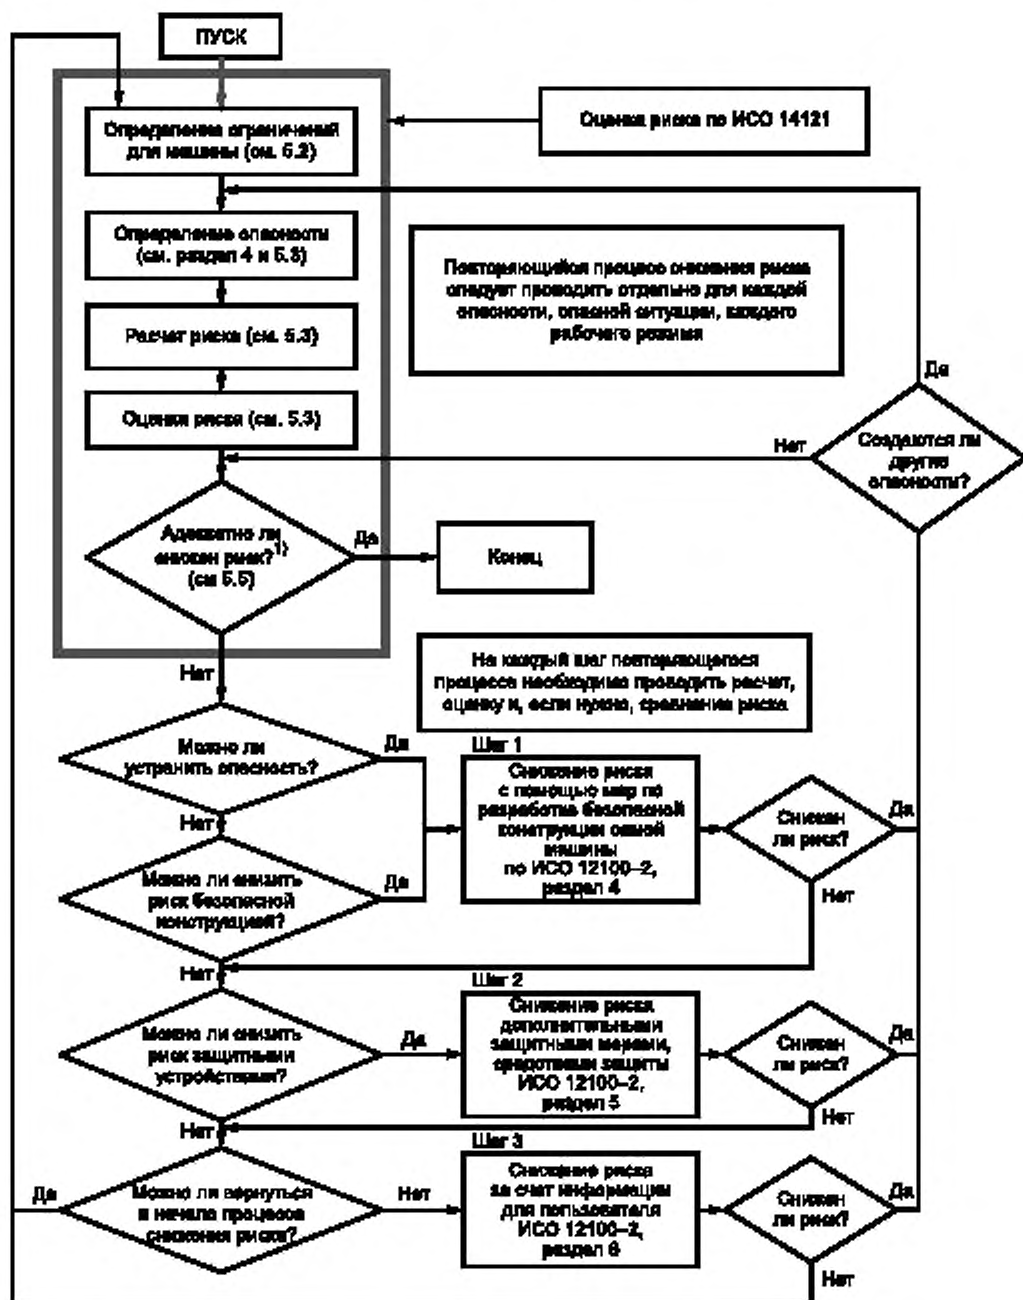 ПУСК
Определение ограничений
для машины (см. 5.2)
Оценка риска по ИСО 14121
Определение опасности
(см. раздел 4 и 5.3)
Повторяющийся процесс снижения риска
следует проводить отдельно для каждой
опасности, опасной ситуации, каждого
рабочего режима
Расчет риска (см. 5.3)
Да
Оценка риска (см. 5.3)
Нет
Создаются ли
другие
опасности?
Адекватно ли
снижен риск?1)
(см 5.5)
Да
Конец
Нет
На каждый шаг повторяющегося
процесса необходимо проводить расчет,
оценку и, если нужно, сравнение риска
Можно ли
устранить опасность?
Да
Шаг 1
Снижение риска
с помощью мер по
разработке безопасной
конструкции самой
машины
по ИСО 12100–2,
раздел 4
Снижен
ли риск?
Да
Нет
Нет
Можно ли снизить
риск безопасной
конструкцией?
Да
Нет
Шаг 2
Можно ли снизить
риск защитными
устройствами?
Да
Снижение риска
дополнительными
защитными мерами,
средствами защиты
ИСО 12100–2,
раздел 5
Снижен
ли риск?
Да
Нет
Нет
Шаг 3
Да
Можно ли вернуться
в начало процесса
снижения риска?
Нет
Снижение риска
за счет информации
для пользователя
ИСО 12100–2,
раздел 6
Снижен
ли риск?
Да
Нет